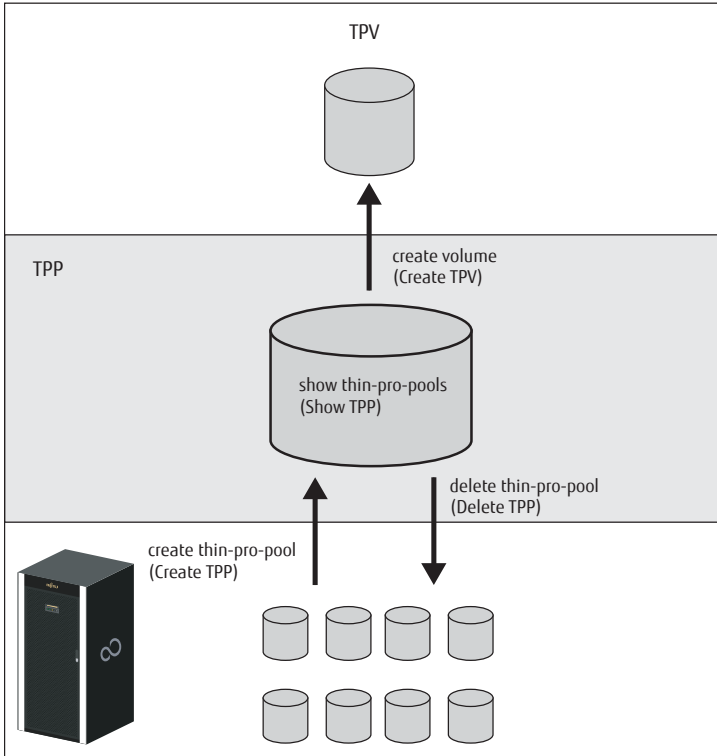 TPV
create volume
(Create TPV)
TPP
show thin-pro-pools
(Show TPP)
delete thin-pro-pool
(Delete TPP)
create thin-pro-pool
(Create TPP)